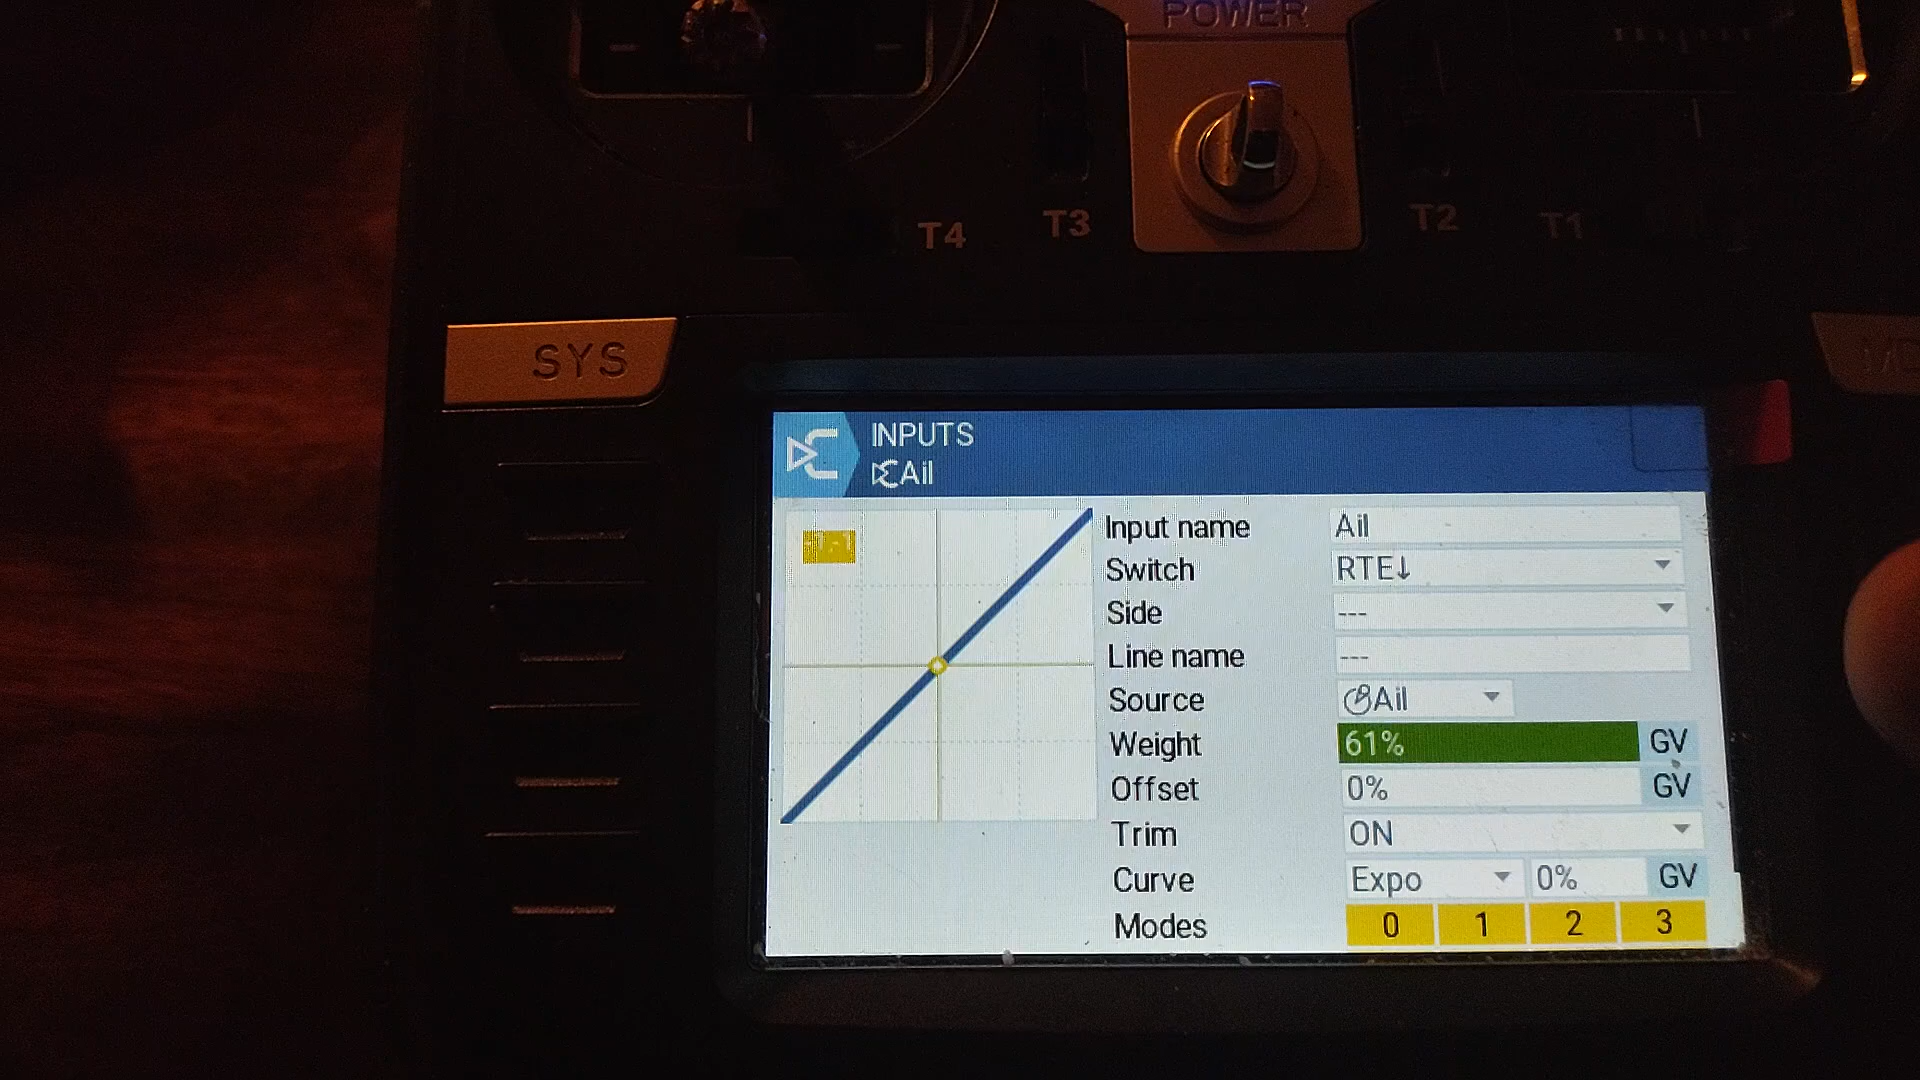 POWER
T4
T3
T2
T1
SYS
INPUTS
Ail
Input name
Ail
Switch
RTE↓
Side
---
Line name
---
Source
Ail
Weight
61%
GV
Offset
0%
GV
Trim
ON
Curve
Expo
0%
GV
Modes
0
1
2
3